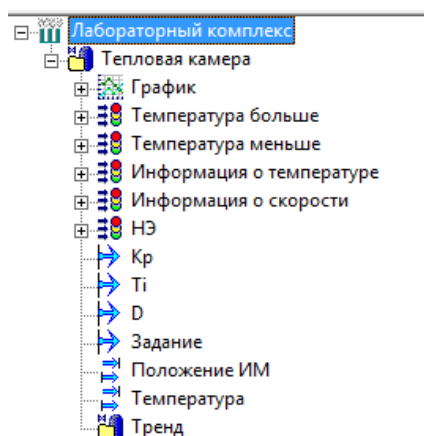 Лабораторный комплекс
Тепловая камера
График
Температура больше
Температура меньше
Информация о температуре
Информация о скорости
НЭ
Кр
Ti
D
Задание
Положение ИМ
Температура
Тренд